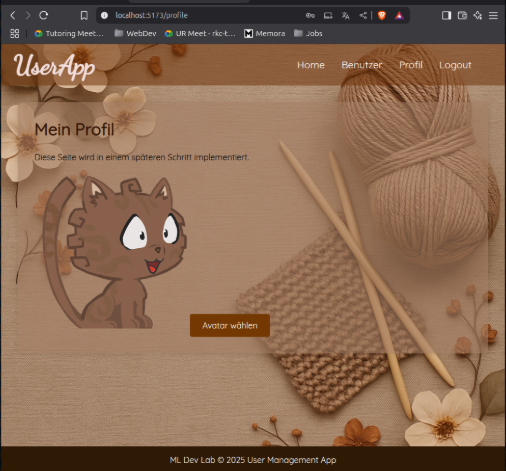 localhost:5173/profile
Tutoring Meet... WebDev UR Meet - rkc-t... Memora Jobs
UserApp
Home Benutzer Profil Logout
Mein Profil
Diese Seite wird in einem späteren Schritt implementiert.
Avatar wählen
ML Dev Lab © 2025 User Management App